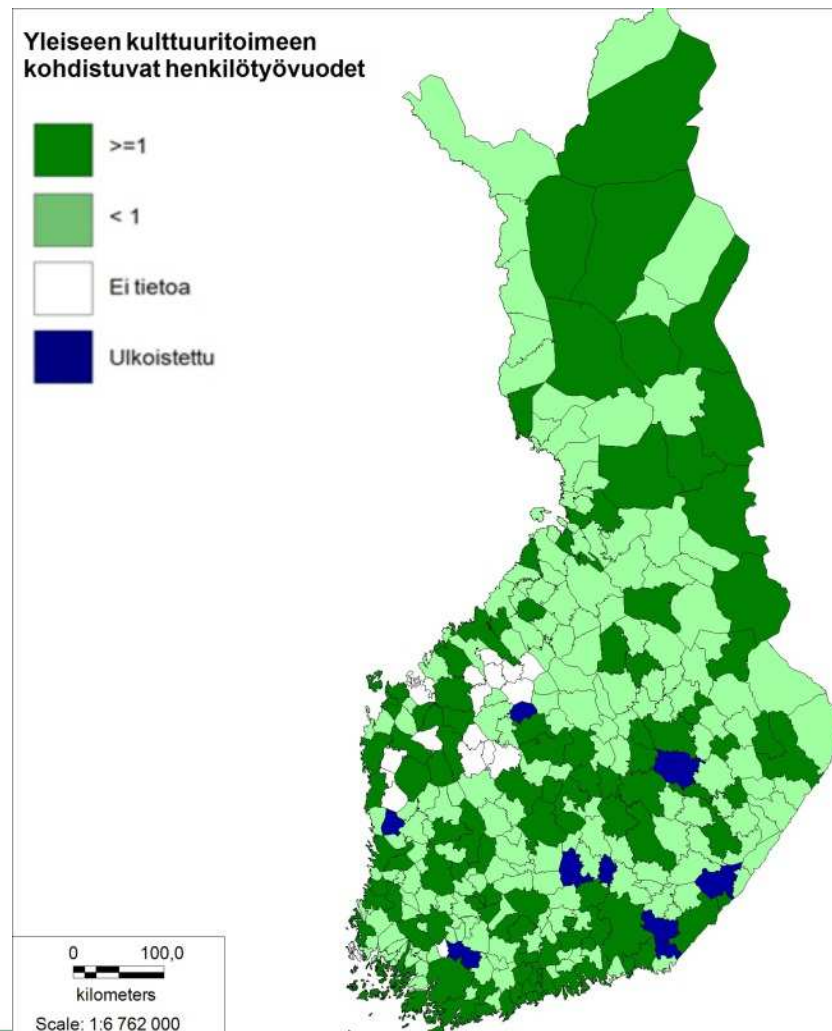 Yleiseen kulttuuritoimeen
kohdistuvat henkilötyövuodet
>=1
< 1
Ei tietoa
Ulkoistettu
0 100,0
kilometers
Scale: 1:6 762 000